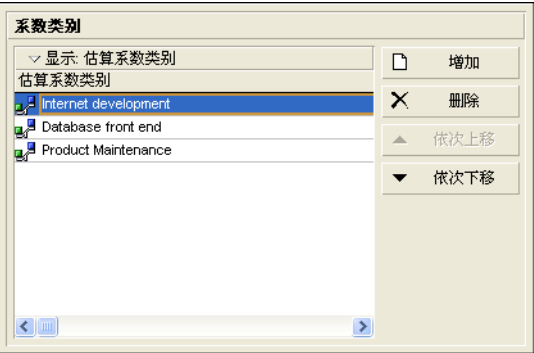 系数类别
显示: 估算系数类别
估算系数类别
Internet development
Database front end
Product Maintenance
增加
删除
依次上移
依次下移